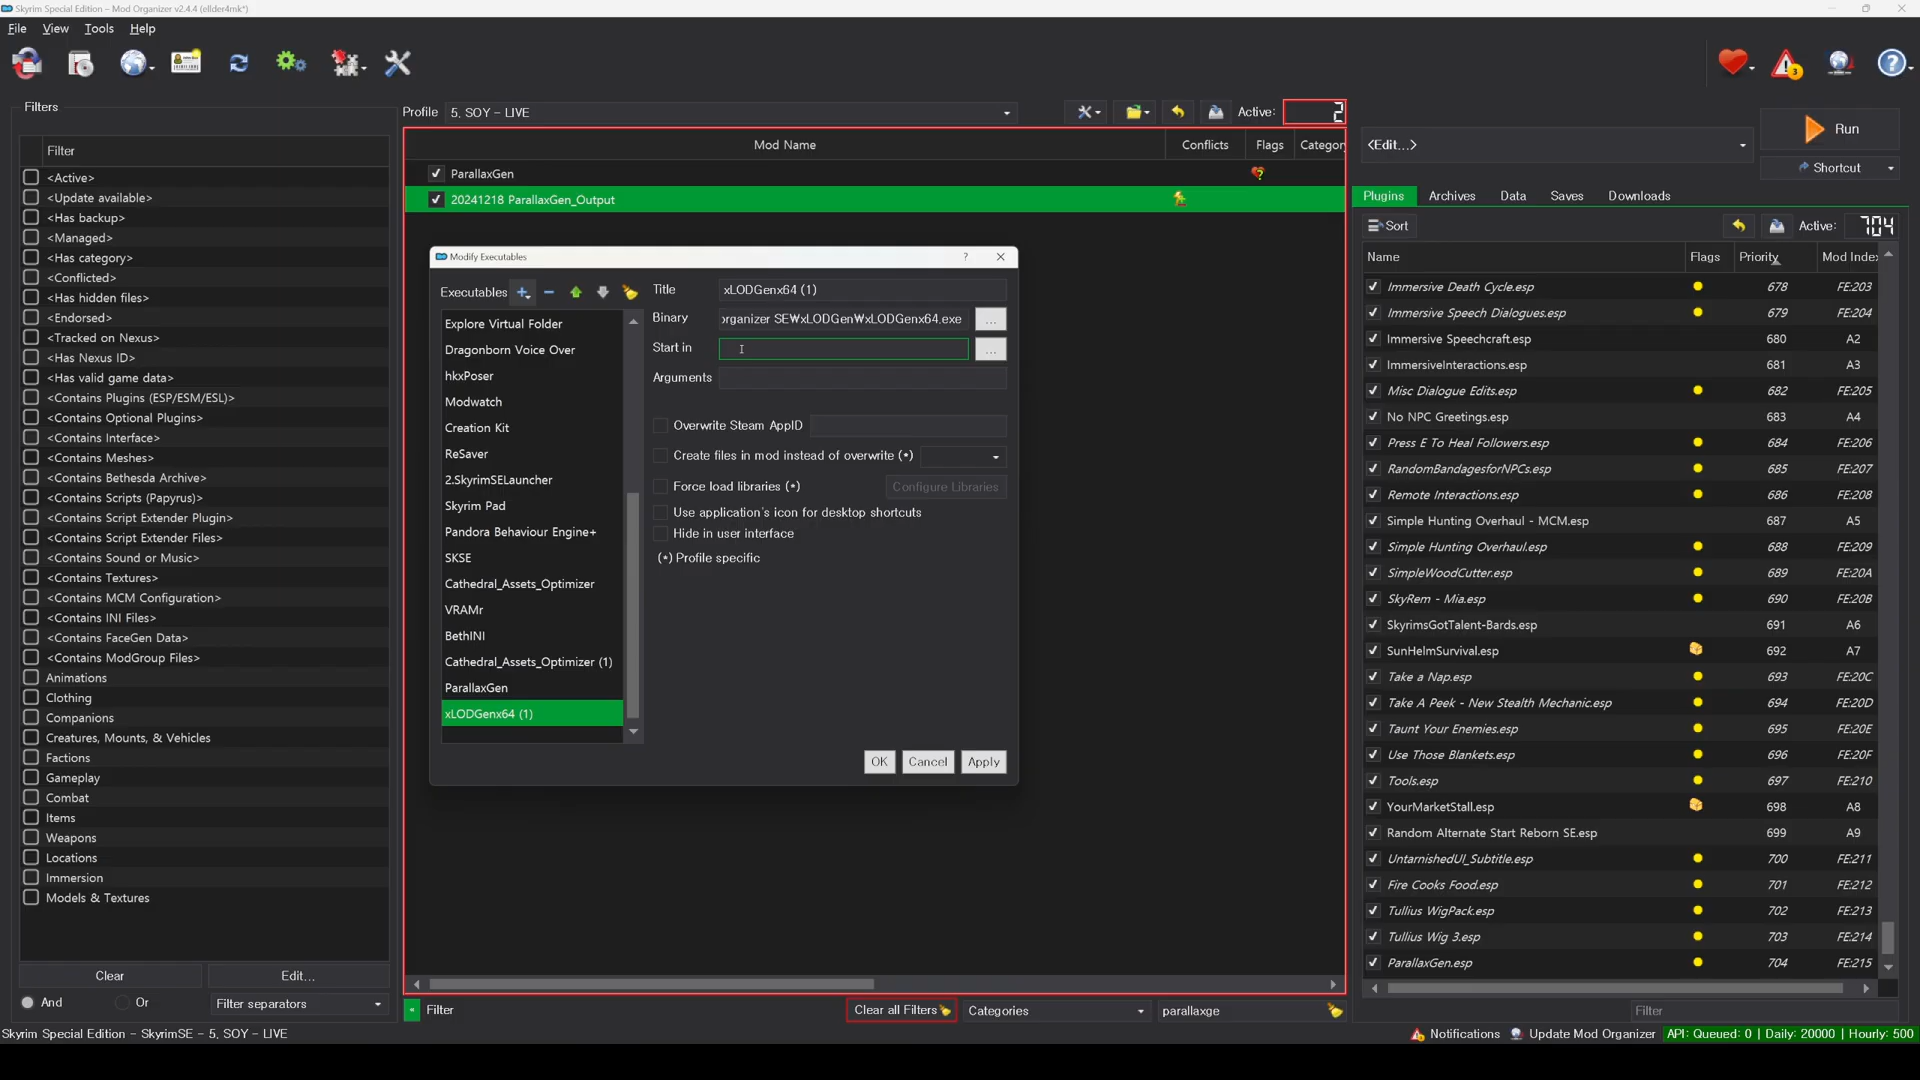 Skyrim Special Edition - Mod Organizer v2.4.4 (ellder4mk*)
File View Tools Help
3
Filters
Filter
<Active>
<Update available>
<Has backup>
<Managed>
<Has category>
<Conflicted>
<Has hidden files>
<Endorsed>
<Tracked on Nexus>
<Has Nexus ID>
<Has valid game data>
<Contains Plugins (ESP/ESM/ESL)>
<Contains Optional Plugins>
<Contains Interface>
<Contains Meshes>
<Contains Bethesda Archive>
<Contains Scripts (Papyrus)>
<Contains Script Extender Plugin>
<Contains Script Extender Files>
<Contains Sound or Music>
<Contains Textures>
<Contains MCM Configuration>
<Contains INI Files>
<Contains FaceGen Data>
<Contains ModGroup Files>
Animations
Clothing
Companions
Creatures, Mounts, & Vehicles
Factions
Gameplay
Combat
Items
Weapons
Locations
Immersion
Models & Textures
Clear Edit...
And Or Filter separators
Profile 5. SOY - LIVE Active: 2
Mod Name Conflicts Flags Category
ParallaxGen
20241218 ParallaxGen_Output
Modify Executables ?
Executables
Explore Virtual Folder
Dragonborn Voice Over
hkxPoser
Modwatch
Creation Kit
ReSaver
2.SkyrimSELauncher
Skyrim Pad
Pandora Behaviour Engine+
SKSE
Cathedral_Assets_Optimizer
VRAMr
BethINI
Cathedral_Assets_Optimizer (1)
ParallaxGen
xLODGenx64 (1)
Title xLODGenx64 (1)
Binary organizer SE₩xLODGen₩xLODGenx64.exe ...
Start in ...
Arguments
Overwrite Steam AppID
Create files in mod instead of overwrite (*)
Force load libraries (*) Configure Libraries
Use application's icon for desktop shortcuts
Hide in user interface
(*) Profile specific
OK Cancel Apply
« Filter Clear all Filters Categories parallaxge
<Edit...> Run
Shortcut
Plugins Archives Data Saves Downloads
Sort Active: 704
Name Flags Priority Mod Index
Immersive Death Cycle.esp 678 FE:203
Immersive Speech Dialogues.esp 679 FE:204
Immersive Speechcraft.esp 680 A2
ImmersiveInteractions.esp 681 A3
Misc Dialogue Edits.esp 682 FE:205
No NPC Greetings.esp 683 A4
Press E To Heal Followers.esp 684 FE:206
RandomBandagesforNPCs.esp 685 FE:207
Remote Interactions.esp 686 FE:208
Simple Hunting Overhaul - MCM.esp 687 A5
Simple Hunting Overhaul.esp 688 FE:209
SimpleWoodCutter.esp 689 FE:20A
SkyRem - Mia.esp 690 FE:20B
SkyrimsGotTalent-Bards.esp 691 A6
SunHelmSurvival.esp 692 A7
Take a Nap.esp 693 FE:20C
Take A Peek - New Stealth Mechanic.esp 694 FE:20D
Taunt Your Enemies.esp 695 FE:20E
Use Those Blankets.esp 696 FE:20F
Tools.esp 697 FE:210
YourMarketStall.esp 698 A8
Random Alternate Start Reborn SE.esp 699 A9
UntarnishedUI_Subtitle.esp 700 FE:211
Fire Cooks Food.esp 701 FE:212
Tullius WigPack.esp 702 FE:213
Tullius Wig 3.esp 703 FE:214
ParallaxGen.esp 704 FE:215
Filter
Skyrim Special Edition - SkyrimSE - 5. SOY - LIVE Notifications Update Mod Organizer API: Queued: 0 | Daily: 20000 | Hourly: 500